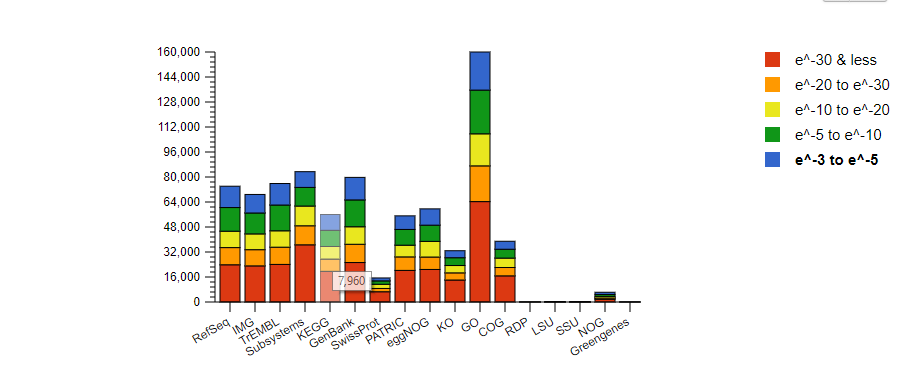 160,000
144,000
128,000
112,000
96,000
80,000
64,000
48,000
32,000
16,000
0
7,960
RefSeq
IMG
TrEMBL
Subsystems
KEGG
GenBank
SwissProt
PATRIC
eggNOG
KO
GO
COG
RDP
LSU
SSU
NOG
Greengenes
e^-30 & less
e^-20 to e^-30
e^-10 to e^-20
e^-5 to e^-10
e^-3 to e^-5